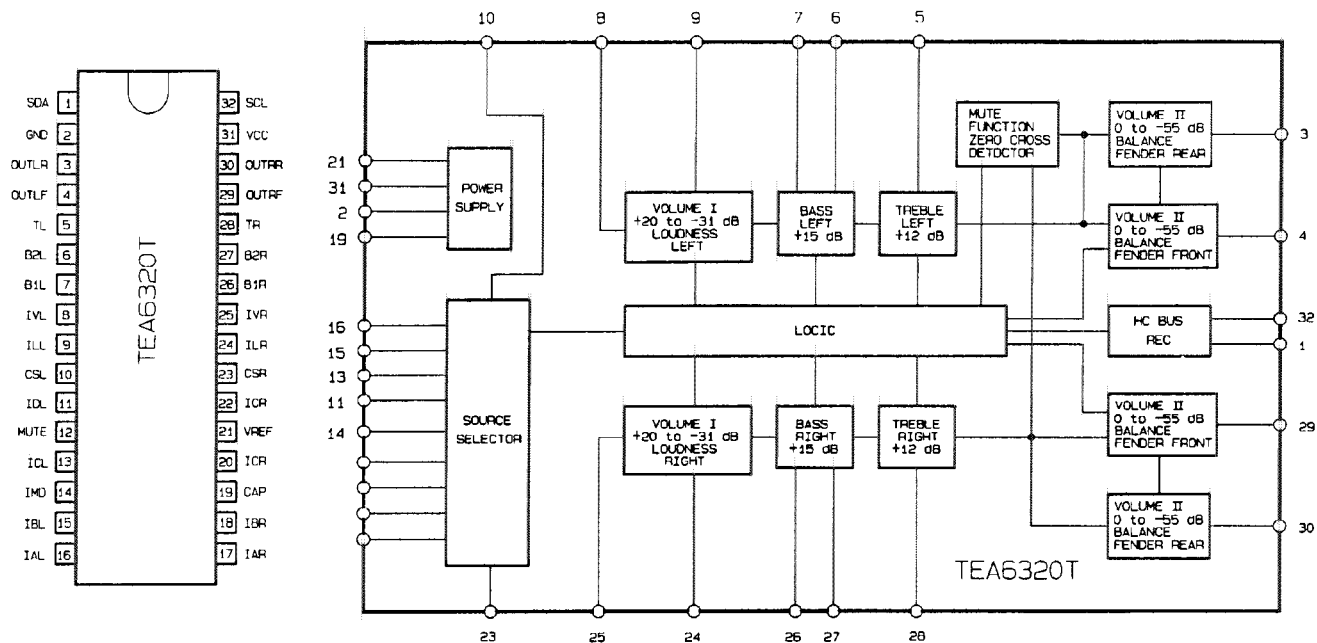 10
8
9
7
6
5
SDA 1
32 SCL
GND 2
31 VCC
OUTLR 3
30 OUTRR
OUTLF 4
29 OUTRF
TL 5
28 TR
B2L 6
27 B2R
B1L 7
26 B1R
IVL 8
25 IVR
ILL 9
24 ILR
CSL 10
23 CSR
IDL 11
22 IDR
MUTE 12
21 VREF
ICL 13
20 ICR
IMO 14
19 CAP
IBL 15
18 IBR
IAL 16
17 IAR
TEA6320T
21
31
2
19
POWER
SUPPLY
16
15
13
11
14
SOURCE
SELECTOR
VOLUME I
+20 to -31 dB
LOUDNESS
LEFT
BASS
LEFT
+15 dB
TREBLE
LEFT
+12 dB
MUTE
FUNCTION
ZERO CROSS
DETDCTOR
VOLUME II
0 to -55 dB
BALANCE
FENDER REAR
3
VOLUME II
0 to -55 dB
BALANCE
FENDER FRONT
4
LOCIC
HC BUS
REC
32
1
VOLUME I
+20 to -31 dB
LOUDNESS
RIGHT
BASS
RIGHT
+15 dB
TREBLE
RIGHT
+12 dB
VOLUME II
0 to -55 dB
BALANCE
FENDER FRONT
29
VOLUME II
0 to -55 dB
BALANCE
FENDER REAR
30
TEA6320T
23
25
24
26
27
28